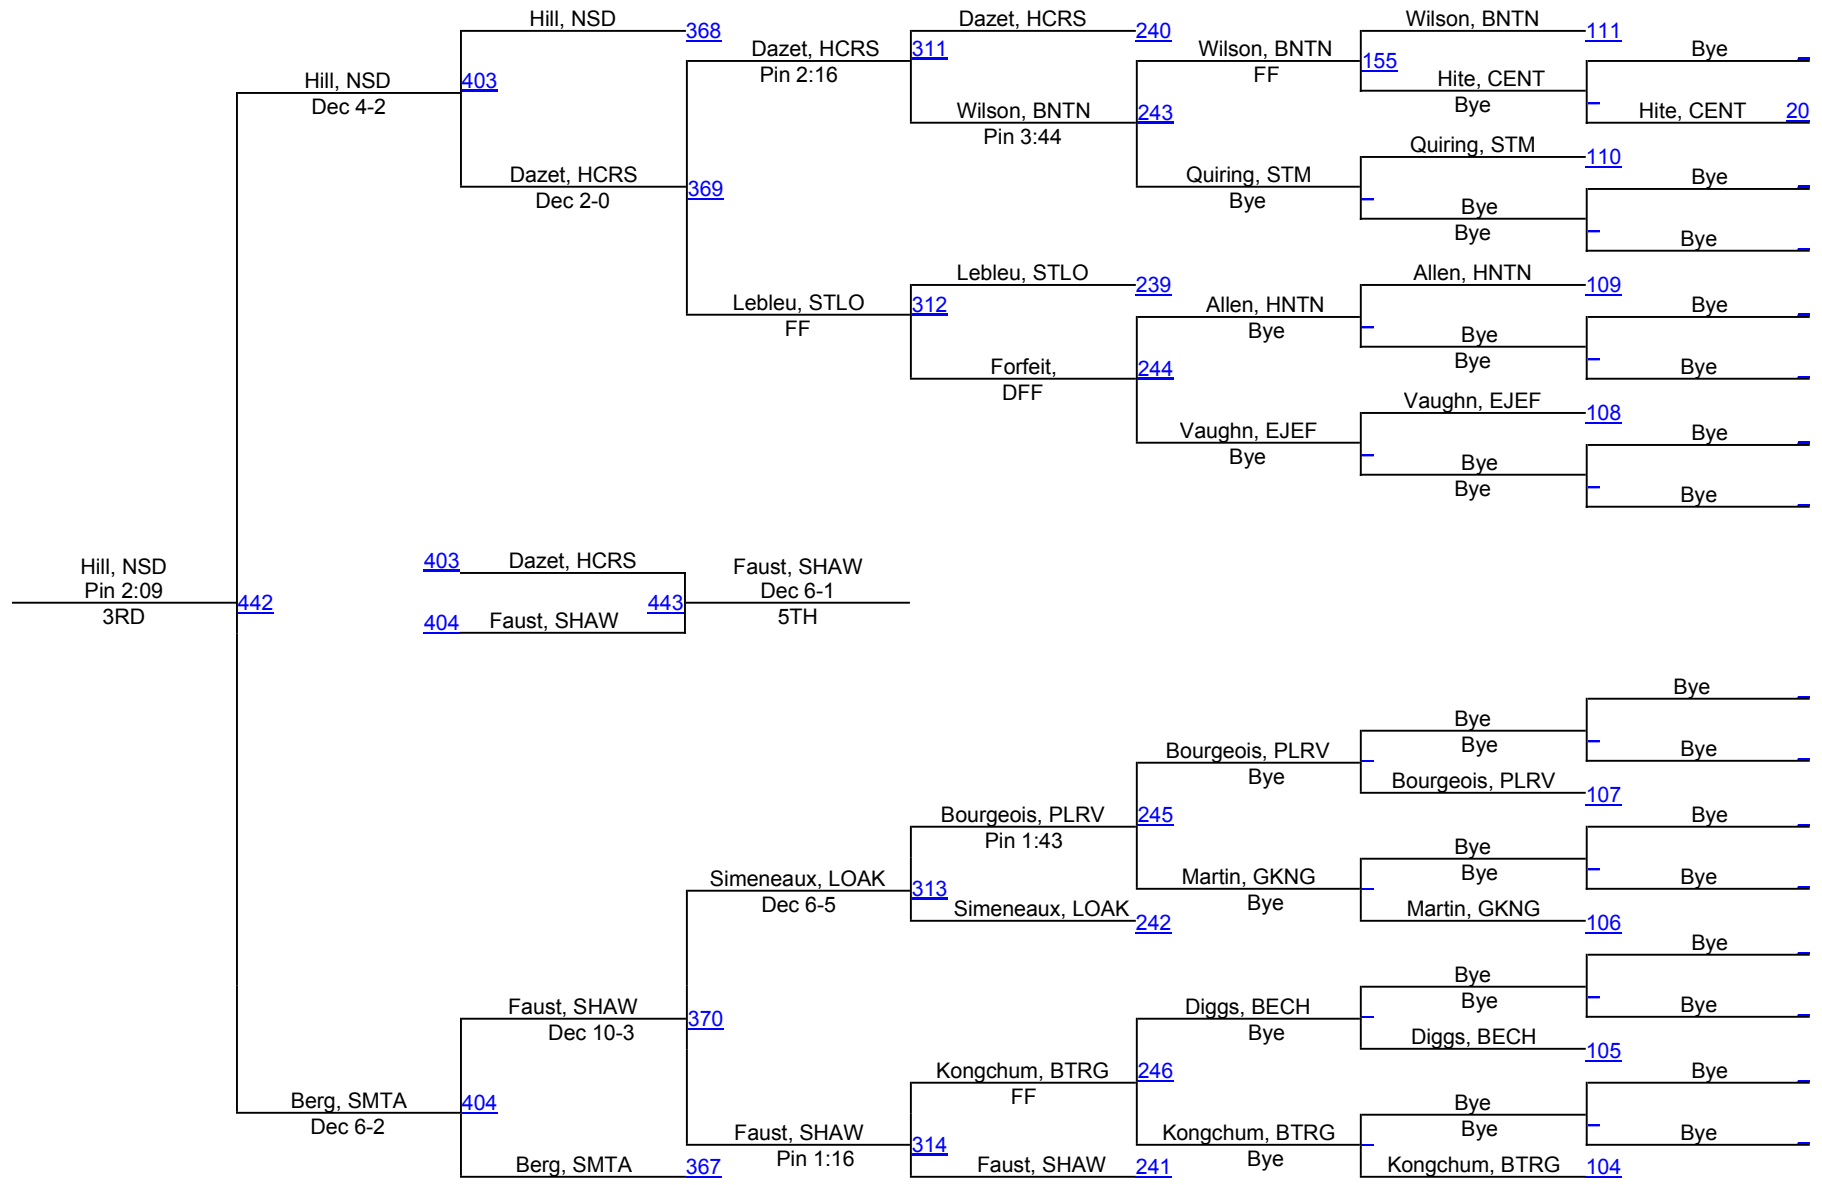 Hill, NSD
368
Dazet, HCRS
240
Wilson, BNTN
111
Dazet, HCRS
Pin 2:16
311
Wilson, BNTN
FF
155
Bye
Hill, NSD
Dec 4-2
403
Hite, CENT
Bye
Wilson, BNTN
Pin 3:44
243
Hite, CENT
20
Quiring, STM
110
Dazet, HCRS
Dec 2-0
369
Quiring, STM
Bye
Bye
Bye
Bye
Bye
Lebleu, STLO
239
Allen, HNTN
109
Lebleu, STLO
FF
312
Allen, HNTN
Bye
Bye
Bye
Bye
Forfeit,
DFF
244
Bye
Vaughn, EJEF
108
Vaughn, EJEF
Bye
Bye
Bye
Bye
Bye
Hill, NSD
Pin 2:09
3RD
442
403
Dazet, HCRS
404
Faust, SHAW
443
Faust, SHAW
Dec 6-1
5TH
Bye
Bye
Bye
Bye
Bourgeois, PLRV
Bye
Bourgeois, PLRV
107
Bourgeois, PLRV
Pin 1:43
245
Bye
Bye
Bye
Simeneaux, LOAK
Dec 6-5
313
Martin, GKNG
Bye
Bye
Simeneaux, LOAK
242
Martin, GKNG
106
Bye
Bye
Bye
Faust, SHAW
Dec 10-3
370
Diggs, BECH
Bye
Bye
Diggs, BECH
105
Kongchum, BTRG
FF
246
Bye
Berg, SMTA
Dec 6-2
404
Bye
Bye
Faust, SHAW
Pin 1:16
314
Kongchum, BTRG
Bye
Bye
Berg, SMTA
367
Faust, SHAW
241
Kongchum, BTRG
104